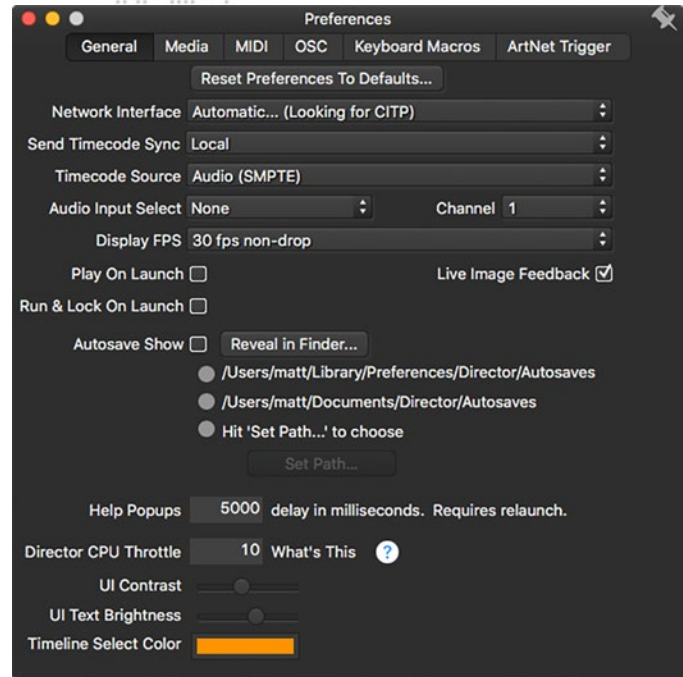 Preferences
General Media MIDI OSC Keyboard Macros ArtNet Trigger
Reset Preferences To Defaults...
Network Interface Automatic... (Looking for CITP)
Send Timecode Sync Local
Timecode Source Audio (SMPTE)
Audio Input Select None Channel 1
Display FPS 30 fps non-drop
Play On Launch Live Image Feedback
Run & Lock On Launch
Autosave Show Reveal in Finder...
/Users/matt/Library/Preferences/Director/Autosaves
/Users/matt/Documents/Director/Autosaves
Hit 'Set Path...' to choose
Set Path...
Help Popups 5000 delay in milliseconds. Requires relaunch.
Director CPU Throttle 10 What's This ?
UI Contrast
UI Text Brightness
Timeline Select Color